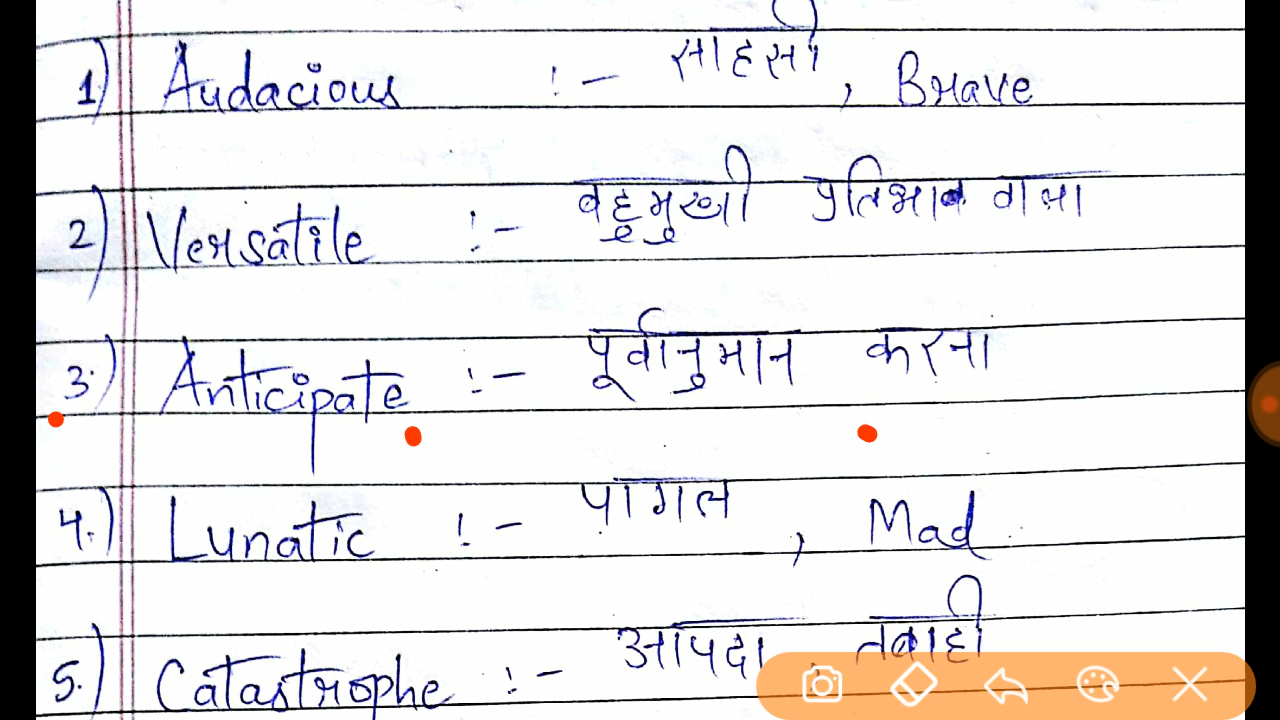 1) Audacious :- साहसी, Brave
2) Versatile :- बहुमुखी प्रतिभा वाला
3.) Anticipate :- पूर्वानुमान करना
4.) Lunatic :- पागल, Mad
5.) Catastrophe :- आपदा, तबाही